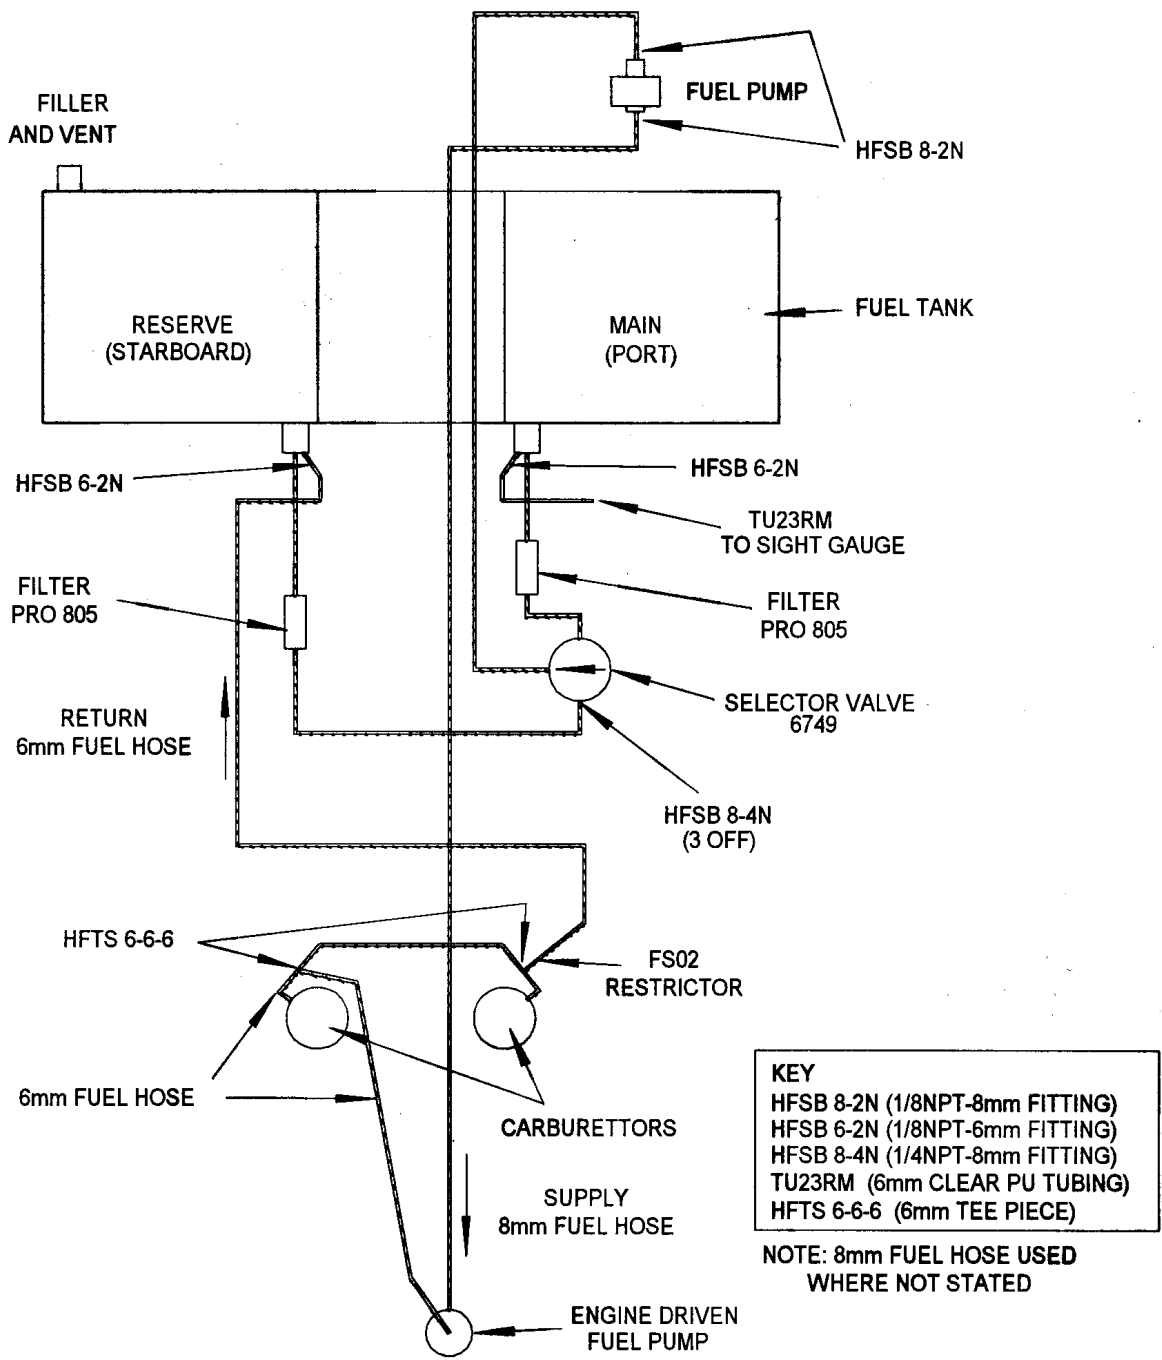 FUEL PUMP
FILLER
AND VENT
HFSB 8-2N
RESERVE
(STARBOARD)
MAIN
(PORT)
FUEL TANK
HFSB 6-2N
HFSB 6-2N
TU23RM
TO SIGHT GAUGE
FILTER
PRO 805
FILTER
PRO 805
SELECTOR VALVE
6749
RETURN
6mm FUEL HOSE
HFSB 8-4N
(3 OFF)
HFTS 6-6-6
FS02
RESTRICTOR
6mm FUEL HOSE
CARBURETTORS
SUPPLY
8mm FUEL HOSE
ENGINE DRIVEN
FUEL PUMP
KEY
HFSB 8-2N (1/8NPT-8mm FITTING)
HFSB 6-2N (1/8NPT-6mm FITTING)
HFSB 8-4N (1/4NPT-8mm FITTING)
TU23RM (6mm CLEAR PU TUBING)
HFTS 6-6-6 (6mm TEE PIECE)
NOTE: 8mm FUEL HOSE USED
WHERE NOT STATED